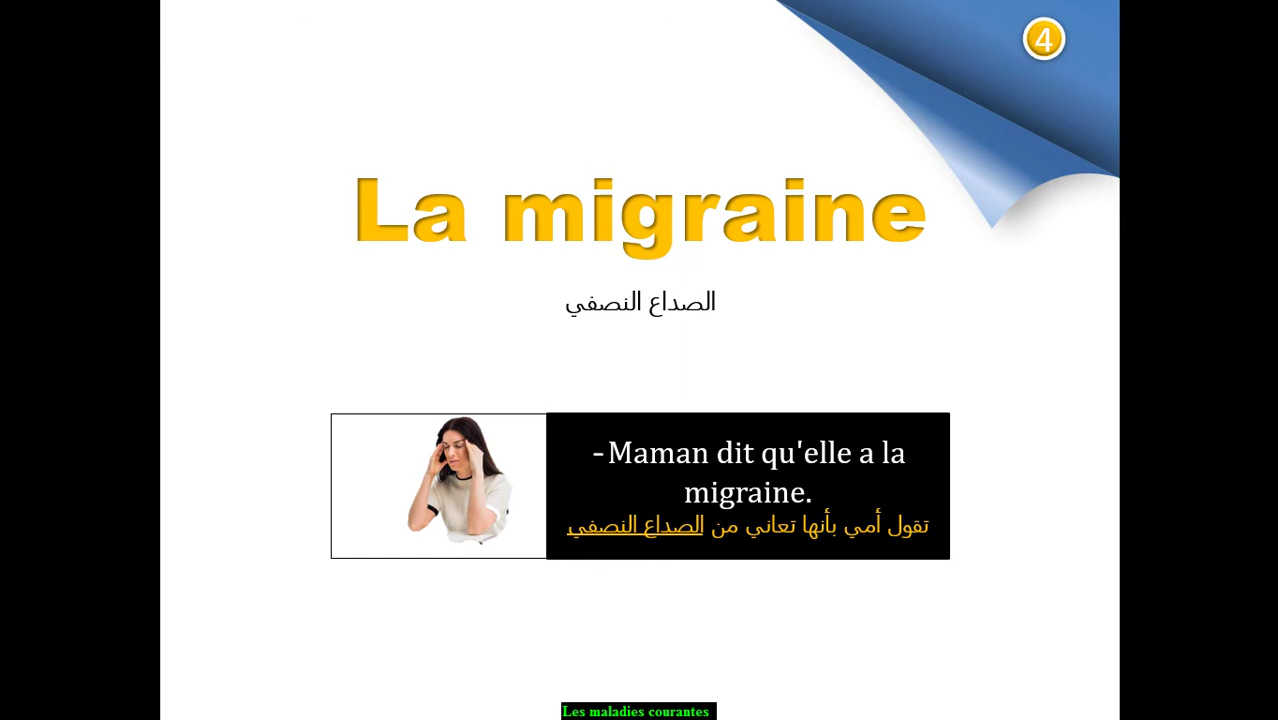 4
La migraine
الصداع النصفي
-Maman dit qu'elle a la
migraine.
تقول أمي بأنها تعاني من الصداع النصفي
Les maladies courantes